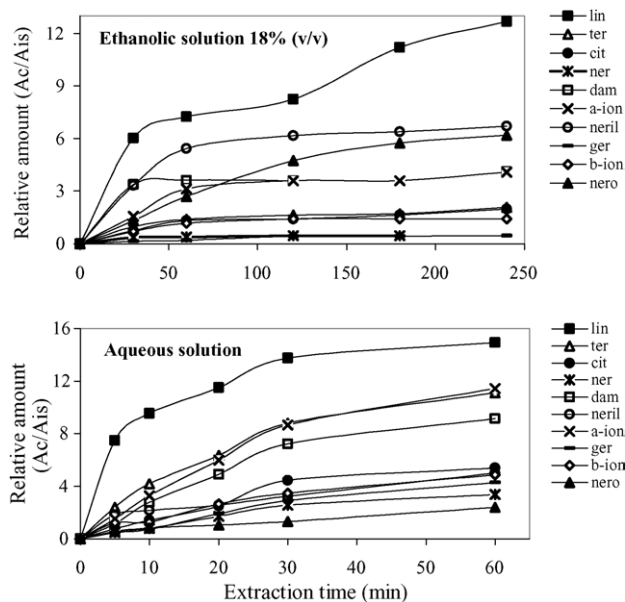 Ethanolic solution 18% (v/v)
Relative amount (Ac/Ais)
12
9
6
3
0
0
50
100
150
200
250
lin
ter
cit
ner
dam
a-ion
neril
ger
b-ion
nero
Aqueous solution
Relative amount
(Ac/Ais)
16
12
8
4
0
0
10
20
30
40
50
60
Extraction time (min)
lin
ter
cit
ner
dam
neril
a-ion
ger
b-ion
nero